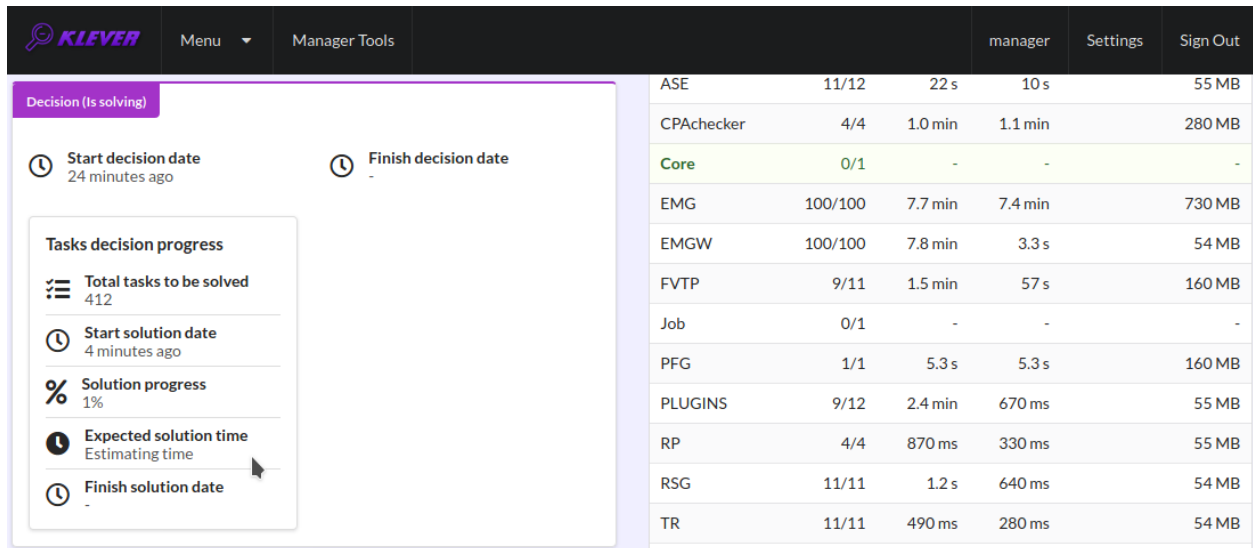 KLEVER Menu Manager Tools manager Settings Sign Out
Decision (Is solving)
Start decision date
24 minutes ago
Finish decision date
-
Tasks decision progress
Total tasks to be solved
412
Start solution date
4 minutes ago
Solution progress
1%
Expected solution time
Estimating time
Finish solution date
-
ASE 11/12 22 s 10 s 55 MB
CPAchecker 4/4 1.0 min 1.1 min 280 MB
Core 0/1 - - -
EMG 100/100 7.7 min 7.4 min 730 MB
EMGW 100/100 7.8 min 3.3 s 54 MB
FVTP 9/11 1.5 min 57 s 160 MB
Job 0/1 - - -
PFG 1/1 5.3 s 5.3 s 160 MB
PLUGINS 9/12 2.4 min 670 ms 55 MB
RP 4/4 870 ms 330 ms 55 MB
RSG 11/11 1.2 s 640 ms 54 MB
TR 11/11 490 ms 280 ms 54 MB